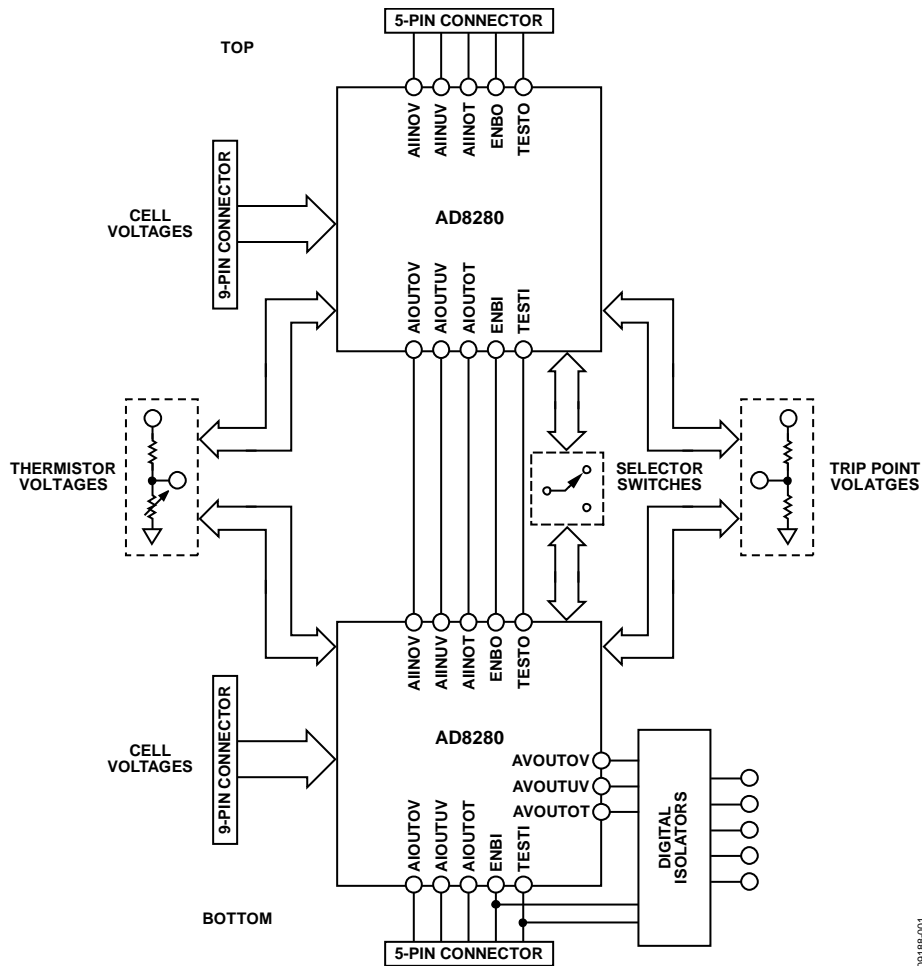 5-PIN CONNECTOR
TOP
AIINOV
AIINUV
AIINOT
ENBO
TESTO
9-PIN CONNECTOR
CELL
VOLTAGES
AD8280
AIOUTOV
AIOUTUV
AIOUTOT
ENBI
TESTI
THERMISTOR
VOLTAGES
SELECTOR
SWITCHES
TRIP POINT
VOLATGES
AIINOV
AIINUV
AIINOT
ENBO
TESTO
9-PIN CONNECTOR
CELL
VOLTAGES
AD8280
AVOUTOV
AVOUTUV
AVOUTOT
DIGITAL
ISOLATORS
AIOUTOV
AIOUTUV
AIOUTOT
ENBI
TESTI
BOTTOM
5-PIN CONNECTOR
09188-001